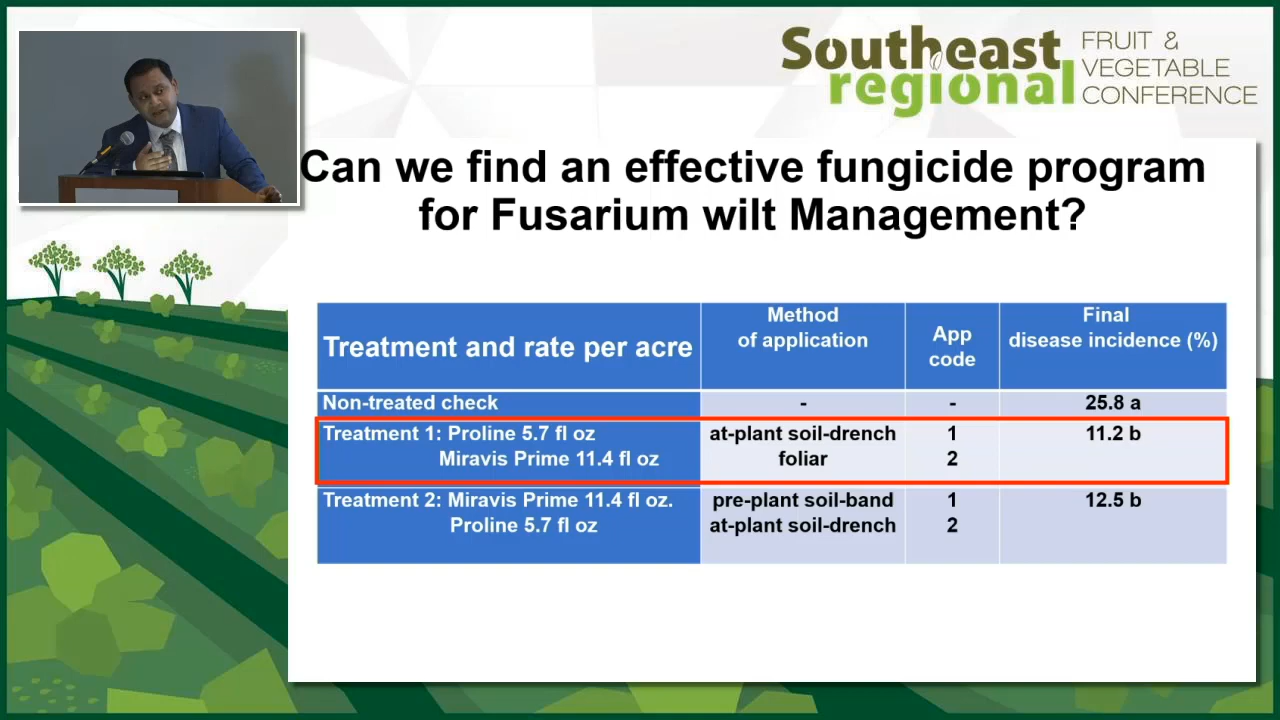 Southeast
regional
FRUIT &
VEGETABLE
CONFERENCE
Can we find an effective fungicide program
for Fusarium wilt Management?
Treatment and rate per acre
Method
of application
App
code
Final
disease incidence (%)
Non-treated check - - 25.8 a
Treatment 1: Proline 5.7 fl oz at-plant soil-drench 1 11.2 b
Miravis Prime 11.4 fl oz foliar 2
Treatment 2: Miravis Prime 11.4 fl oz. pre-plant soil-band 1 12.5 b
Proline 5.7 fl oz at-plant soil-drench 2